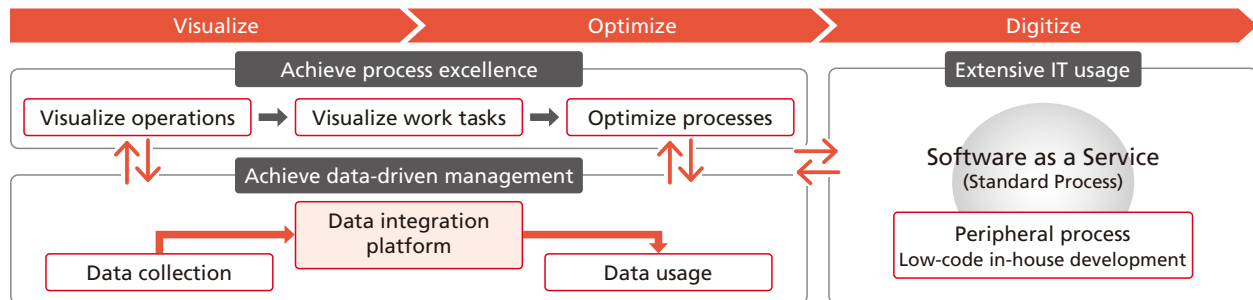 Visualize
Optimize
Digitize
Achieve process excellence
Visualize operations
Visualize work tasks
Optimize processes
Achieve data-driven management
Data collection
Data integration
platform
Data usage
Extensive IT usage
Software as a Service
(Standard Process)
Peripheral process
Low-code in-house development